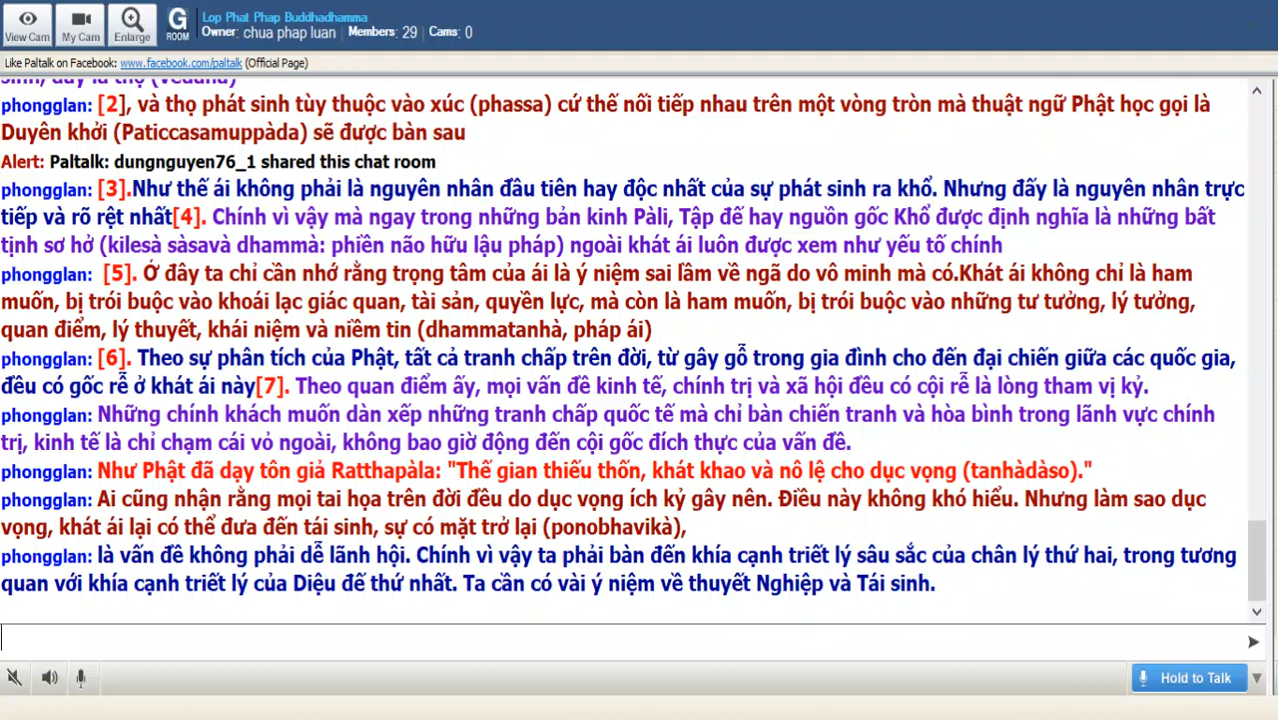 Lop Phat Phap Buddhadhamma
View Cam My Cam Enlarge G ROOM Owner: chua phap luan Members: 29 Cams: 0
Like Paltalk on Facebook: www.facebook.com/paltalk (Official Page)
sinh, đây là thọ (vedanà)
phongglan: [2], và thọ phát sinh tùy thuộc vào xúc (phassa) cứ thế nối tiếp nhau trên một vòng tròn mà thuật ngữ Phật học gọi là
Duyên khởi (Paticcasamuppàda) sẽ được bàn sau
Alert: Paltalk: dungnguyen76_1 shared this chat room
phongglan: [3].Như thế ái không phải là nguyên nhân đầu tiên hay độc nhất của sự phát sinh ra khổ. Nhưng đấy là nguyên nhân trực
tiếp và rõ rệt nhất[4]. Chính vì vậy mà ngay trong những bản kinh Pàli, Tập đế hay nguồn gốc Khổ được định nghĩa là những bất
tịnh sơ hở (kilesà sàsavà dhammà: phiền não hữu lậu pháp) ngoài khát ái luôn được xem như yếu tố chính
phongglan: [5]. Ở đây ta chỉ cần nhớ rằng trọng tâm của ái là ý niệm sai lầm về ngã do vô minh mà có.Khát ái không chỉ là ham
muốn, bị trói buộc vào khoái lạc giác quan, tài sản, quyền lực, mà còn là ham muốn, bị trói buộc vào những tư tưởng, lý tưởng,
quan điểm, lý thuyết, khái niệm và niềm tin (dhammatanhà, pháp ái)
phongglan: [6]. Theo sự phân tích của Phật, tất cả tranh chấp trên đời, từ gây gỗ trong gia đình cho đến đại chiến giữa các quốc gia,
đều có gốc rễ ở khát ái này[7]. Theo quan điểm ấy, mọi vấn đề kinh tế, chính trị và xã hội đều có cội rễ là lòng tham vị kỷ.
phongglan: Những chính khách muốn dàn xếp những tranh chấp quốc tế mà chỉ bàn chiến tranh và hòa bình trong lãnh vực chính
trị, kinh tế là chỉ chạm cái vỏ ngoài, không bao giờ động đến cội gốc đích thực của vấn đề.
phongglan: Như Phật đã dạy tôn giả Ratthapàla: "Thế gian thiếu thốn, khát khao và nô lệ cho dục vọng (tanhàdàso)."
phongglan: Ai cũng nhận rằng mọi tai họa trên đời đều do dục vọng ích kỷ gây nên. Điều này không khó hiểu. Nhưng làm sao dục
vọng, khát ái lại có thể đưa đến tái sinh, sự có mặt trở lại (ponobhavikà),
phongglan: là vấn đề không phải dễ lãnh hội. Chính vì vậy ta phải bàn đến khía cạnh triết lý sâu sắc của chân lý thứ hai, trong tương
quan với khía cạnh triết lý của Diệu đế thứ nhất. Ta cần có vài ý niệm về thuyết Nghiệp và Tái sinh.
Hold to Talk